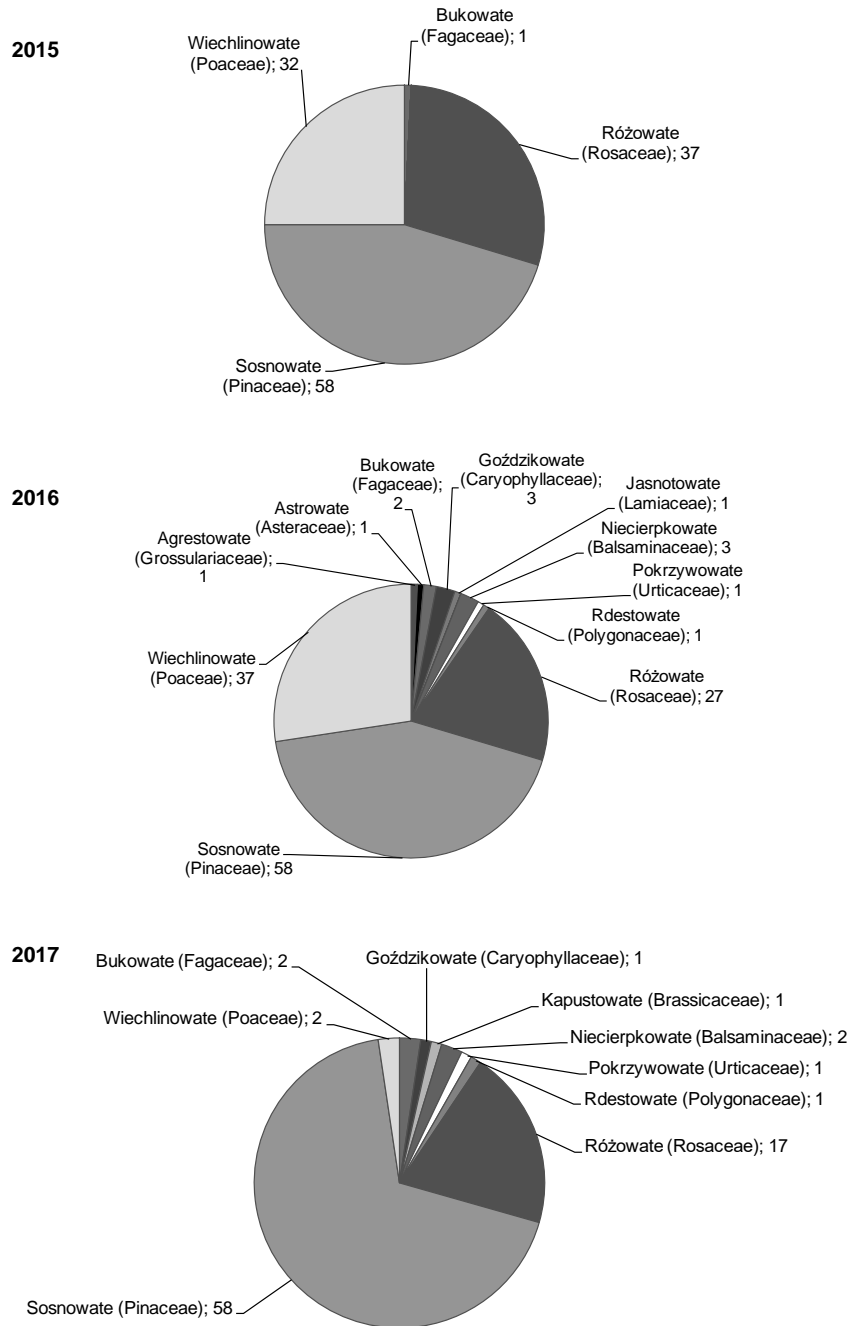 2015
Wiechlinowate
(Poaceae); 32
Bukowate
(Fagaceae); 1
Różowate
(Rosaceae); 37
Sosnowate
(Pinaceae); 58
2016
Agrestowate
(Grossulariaceae);
1
Astrowate
(Asteraceae); 1
Bukowate
(Fagaceae);
2
Goździkowate
(Caryophyllaceae);
3
Jasnotowate
(Lamiaceae); 1
Niecierpkowate
(Balsaminaceae); 3
Pokrzywowate
(Urticaceae); 1
Rdestowate
(Polygonaceae); 1
Różowate
(Rosaceae); 27
Wiechlinowate
(Poaceae); 37
Sosnowate
(Pinaceae); 58
2017
Bukowate (Fagaceae); 2
Goździkowate (Caryophyllaceae); 1
Kapustowate (Brassicaceae); 1
Wiechlinowate (Poaceae); 2
Niecierpkowate (Balsaminaceae); 2
Pokrzywowate (Urticaceae); 1
Rdestowate (Polygonaceae); 1
Różowate (Rosaceae); 17
Sosnowate (Pinaceae); 58